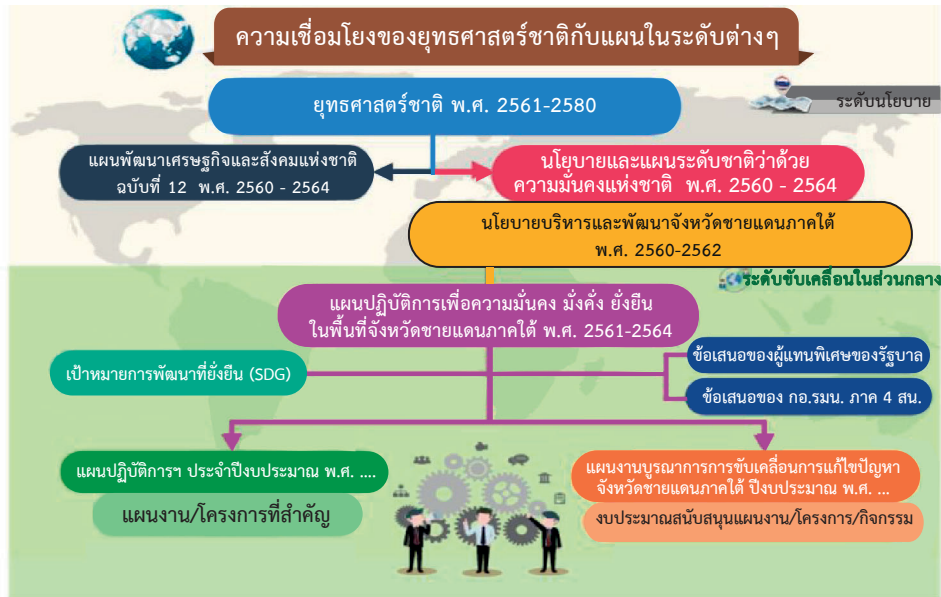 ความเชื่อมโยงของยุทธศาสตร์ชาติกับแผนในระดับต่างๆ
ยุทธศาสตร์ชาติ พ.ศ. 2561-2580
ระดับนโยบาย
แผนพัฒนาเศรษฐกิจและสังคมแห่งชาติ
ฉบับที่ 12 พ.ศ. 2560 - 2564
นโยบายและแผนระดับชาติว่าด้วย
ความมั่นคงแห่งชาติ พ.ศ. 2560 - 2564
นโยบายบริหารและพัฒนาจังหวัดชายแดนภาคใต้
พ.ศ. 2560-2562
ระดับขับเคลื่อนในส่วนกลาง
แผนปฏิบัติการเพื่อความมั่นคง มั่งคั่ง ยั่งยืน
ในพื้นที่จังหวัดชายแดนภาคใต้ พ.ศ. 2561-2564
เป้าหมายการพัฒนาที่ยั่งยืน (SDG)
ข้อเสนอของผู้แทนพิเศษของรัฐบาล
ข้อเสนอของ กอ.รมน. ภาค 4 สน.
แผนปฏิบัติการฯ ประจำปีงบประมาณ พ.ศ. ....
แผนงาน/โครงการที่สำคัญ
แผนงานบูรณาการการขับเคลื่อนการแก้ไขปัญหา
จังหวัดชายแดนภาคใต้ ปีงบประมาณ พ.ศ. ...
งบประมาณสนับสนุนแผนงาน/โครงการ/กิจกรรม